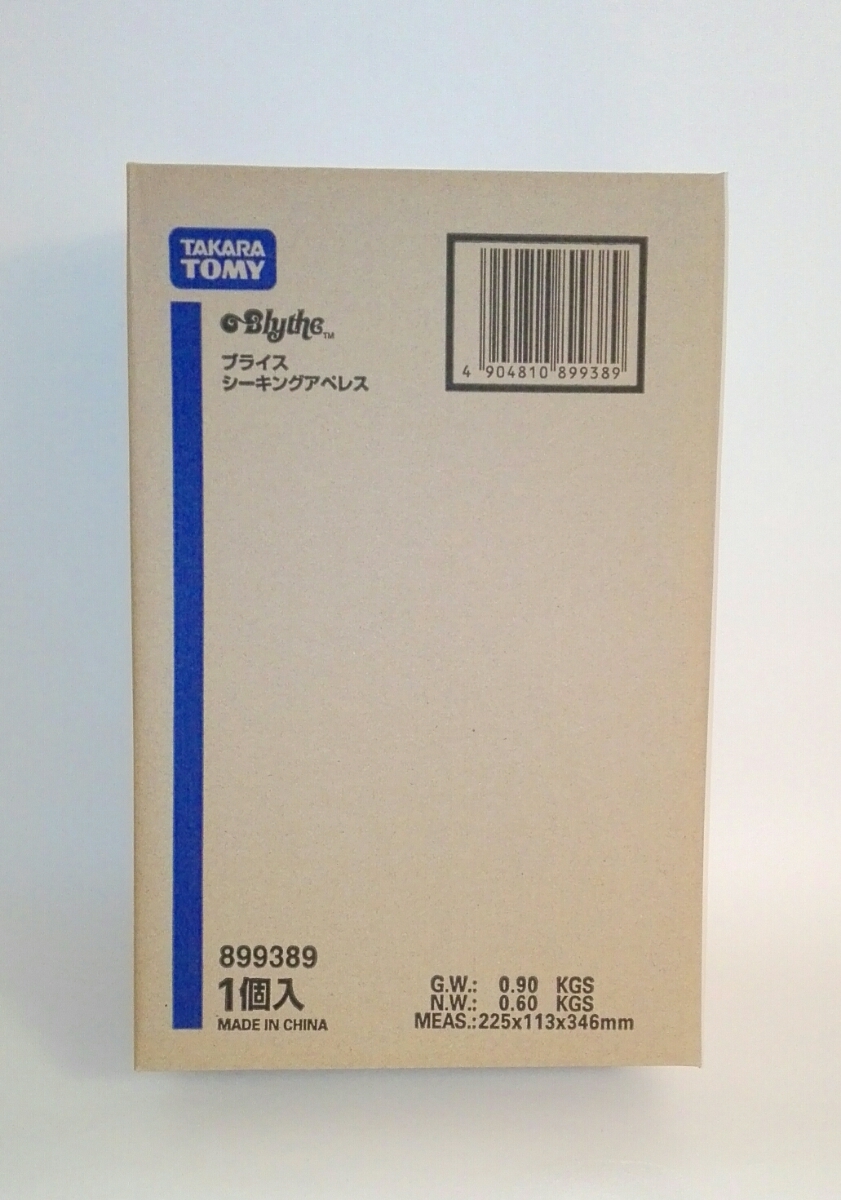 TAKARA
TOMY
Blythe™
ブライス
シーキングアペレス
4 904810 899389
899389
1個入
MADE IN CHINA
G.W.: 0.90 KGS
N.W.: 0.60 KGS
MEAS.:225x113x346mm